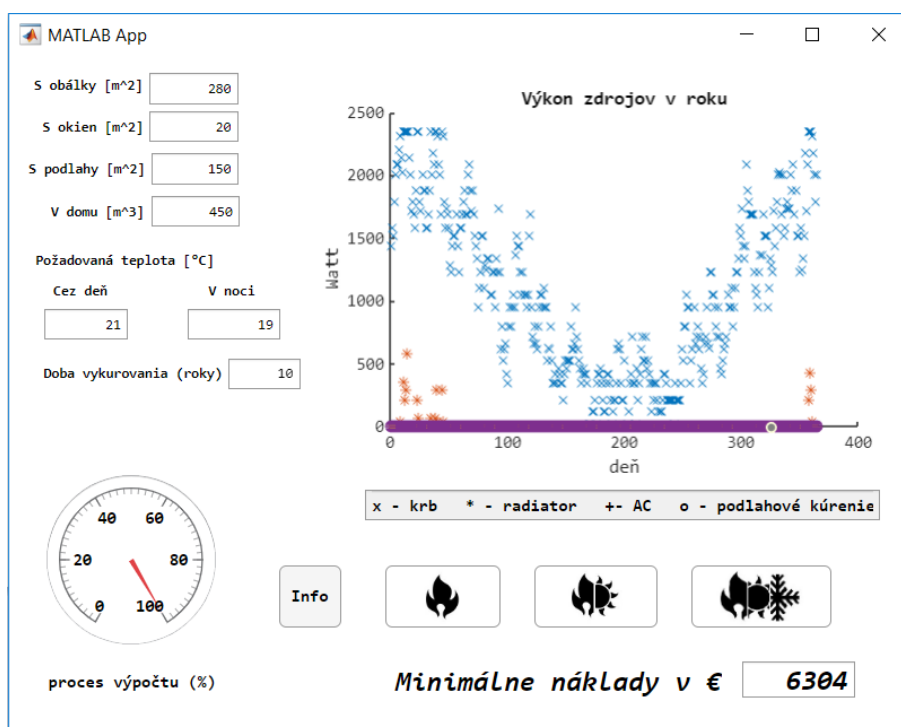 MATLAB App
S obálky [m^2] 280
S okien [m^2] 20
S podlahy [m^2] 150
V domu [m^3] 450
Požadovaná teplota [°C]
Cez deň V noci
21 19
Doba vykurovania (roky) 10
Výkon zdrojov v roku
2500
2000
1500
1000
500
0
Watt
0 100 200 300 400
deň
x - krb * - radiator +- AC o - podlahové kúrenie
0 20 40 60 80 100
proces výpočtu (%)
Info
Minimálne náklady v € 6304